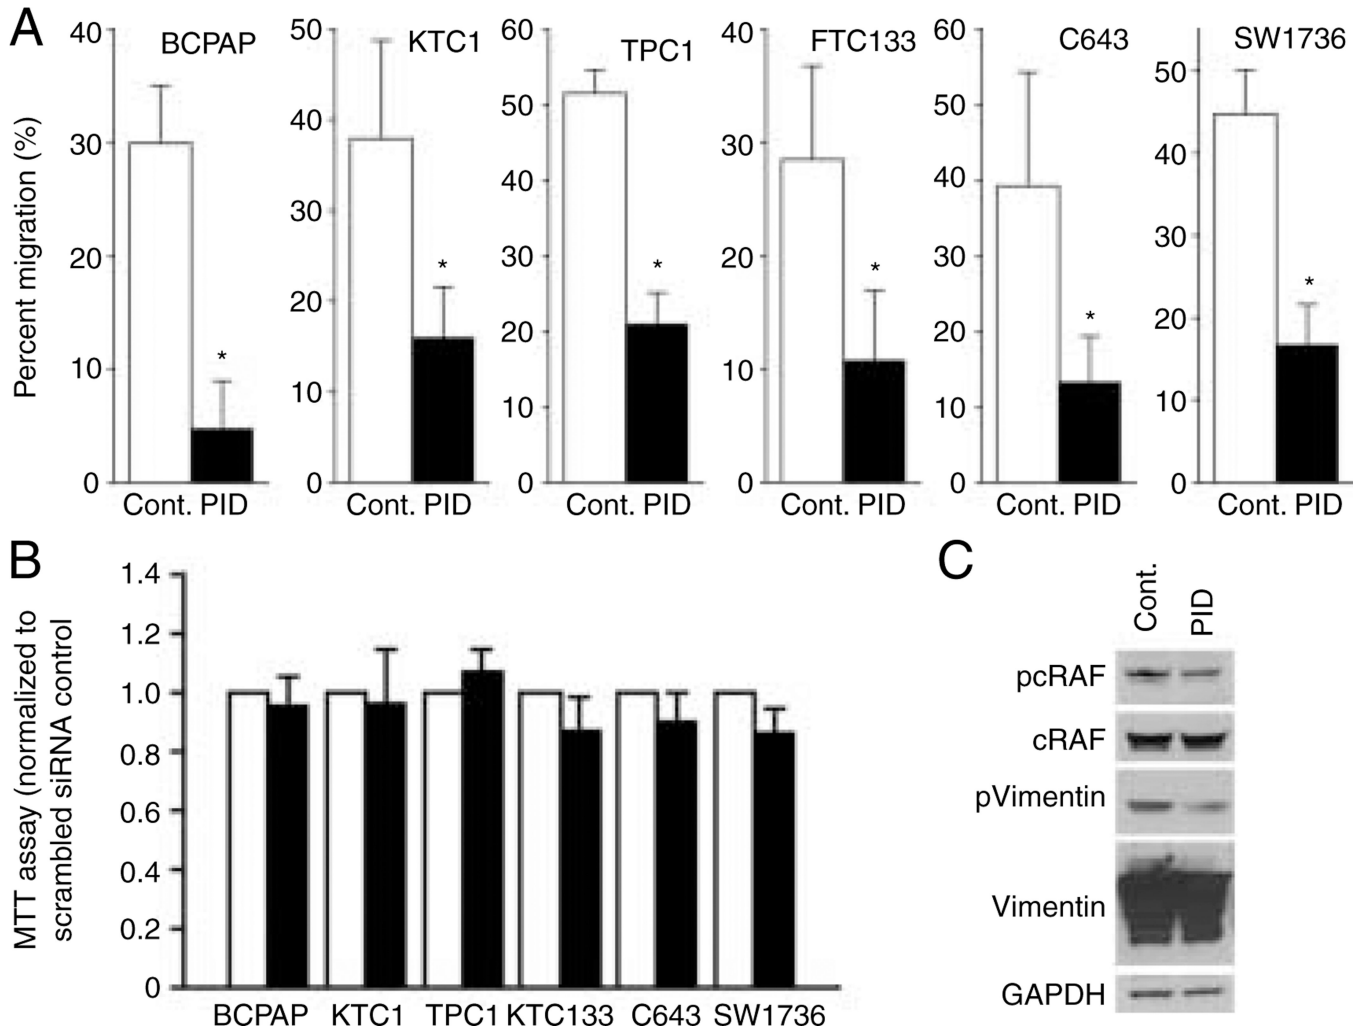 A
BCPAP
KTC1
TPC1
FTC133
C643
SW1736
Percent migration (%)
40
30
20
10
0
50
40
30
20
10
0
60
50
40
30
20
10
0
40
30
20
10
0
60
50
40
30
20
10
0
50
40
30
20
10
0
*
*
*
*
*
*
Cont. PID
Cont. PID
Cont. PID
Cont. PID
Cont. PID
Cont. PID
B
MTT assay (normalized to
scrambled siRNA control
1.4
1.2
1.0
0.8
0.6
0.4
0.2
0
BCPAP
KTC1
TPC1
KTC133
C643
SW1736
C
Cont.
PID
pcRAF
cRAF
pVimentin
Vimentin
GAPDH